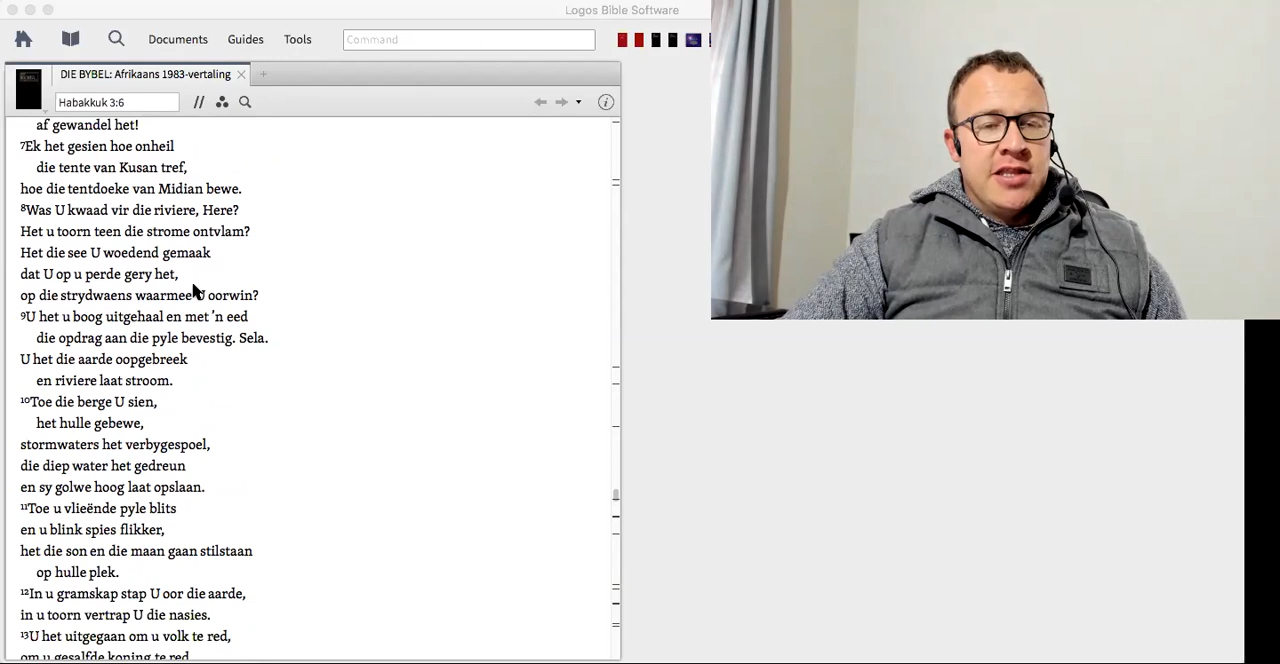 Logos Bible Software
Documents
Guides
Tools
Command
DIE BYBEL: Afrikaans 1983-vertaling
Habakkuk 3:6
af gewandel het!
7Ek het gesien hoe onheil
die tente van Kusan tref,
hoe die tentdoeke van Midian bewe.
8Was U kwaad vir die riviere, Here?
Het u toorn teen die strome ontvlam?
Het die see U woedend gemaak
dat U op u perde gery het,
op die strydwaens waarmee U oorwin?
9U het u boog uitgehaal en met 'n eed
die opdrag aan die pyle bevestig. Sela.
U het die aarde oopgebreek
en riviere laat stroom.
10Toe die berge U sien,
het hulle gebewe,
stormwaters het verbygespoel,
die diep water het gedreun
en sy golwe hoog laat opslaan.
11Toe u vlieënde pyle blits
en u blink spies flikker,
het die son en die maan gaan stilstaan
op hulle plek.
12In u gramskap stap U oor die aarde,
in u toorn vertrap U die nasies.
13U het uitgegaan om u volk te red,
om u gesalfde koning te red